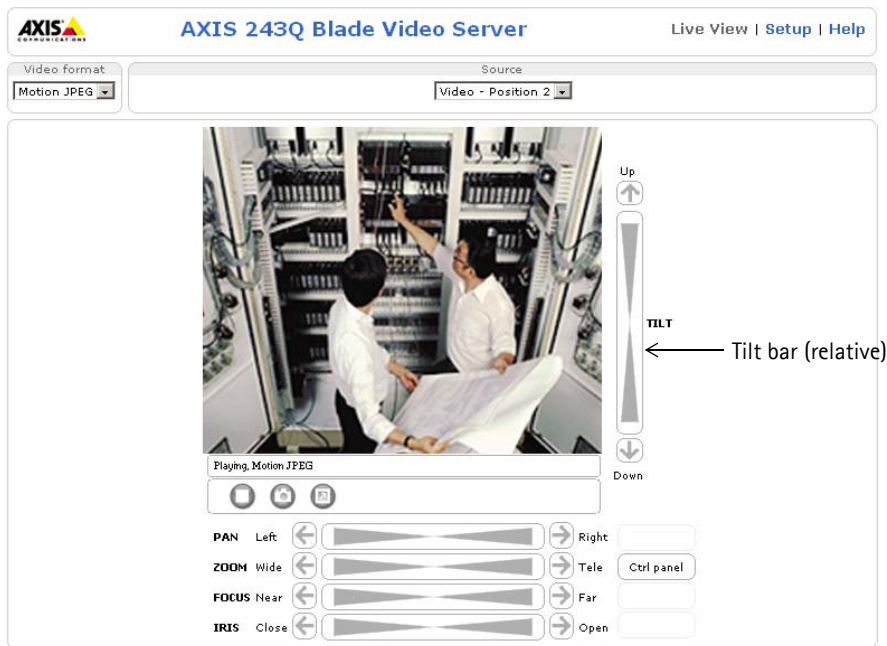 AXIS
COMMUNICATIONS
AXIS 243Q Blade Video Server
Live View | Setup | Help
Video format
Source
Motion JPEG
Video - Position 2
Up
TILT
Tilt bar (relative)
Playing, Motion JPEG
Down
PAN Left Right
ZOOM Wide Tele Ctrl panel
FOCUS Near Far
IRIS Close Open